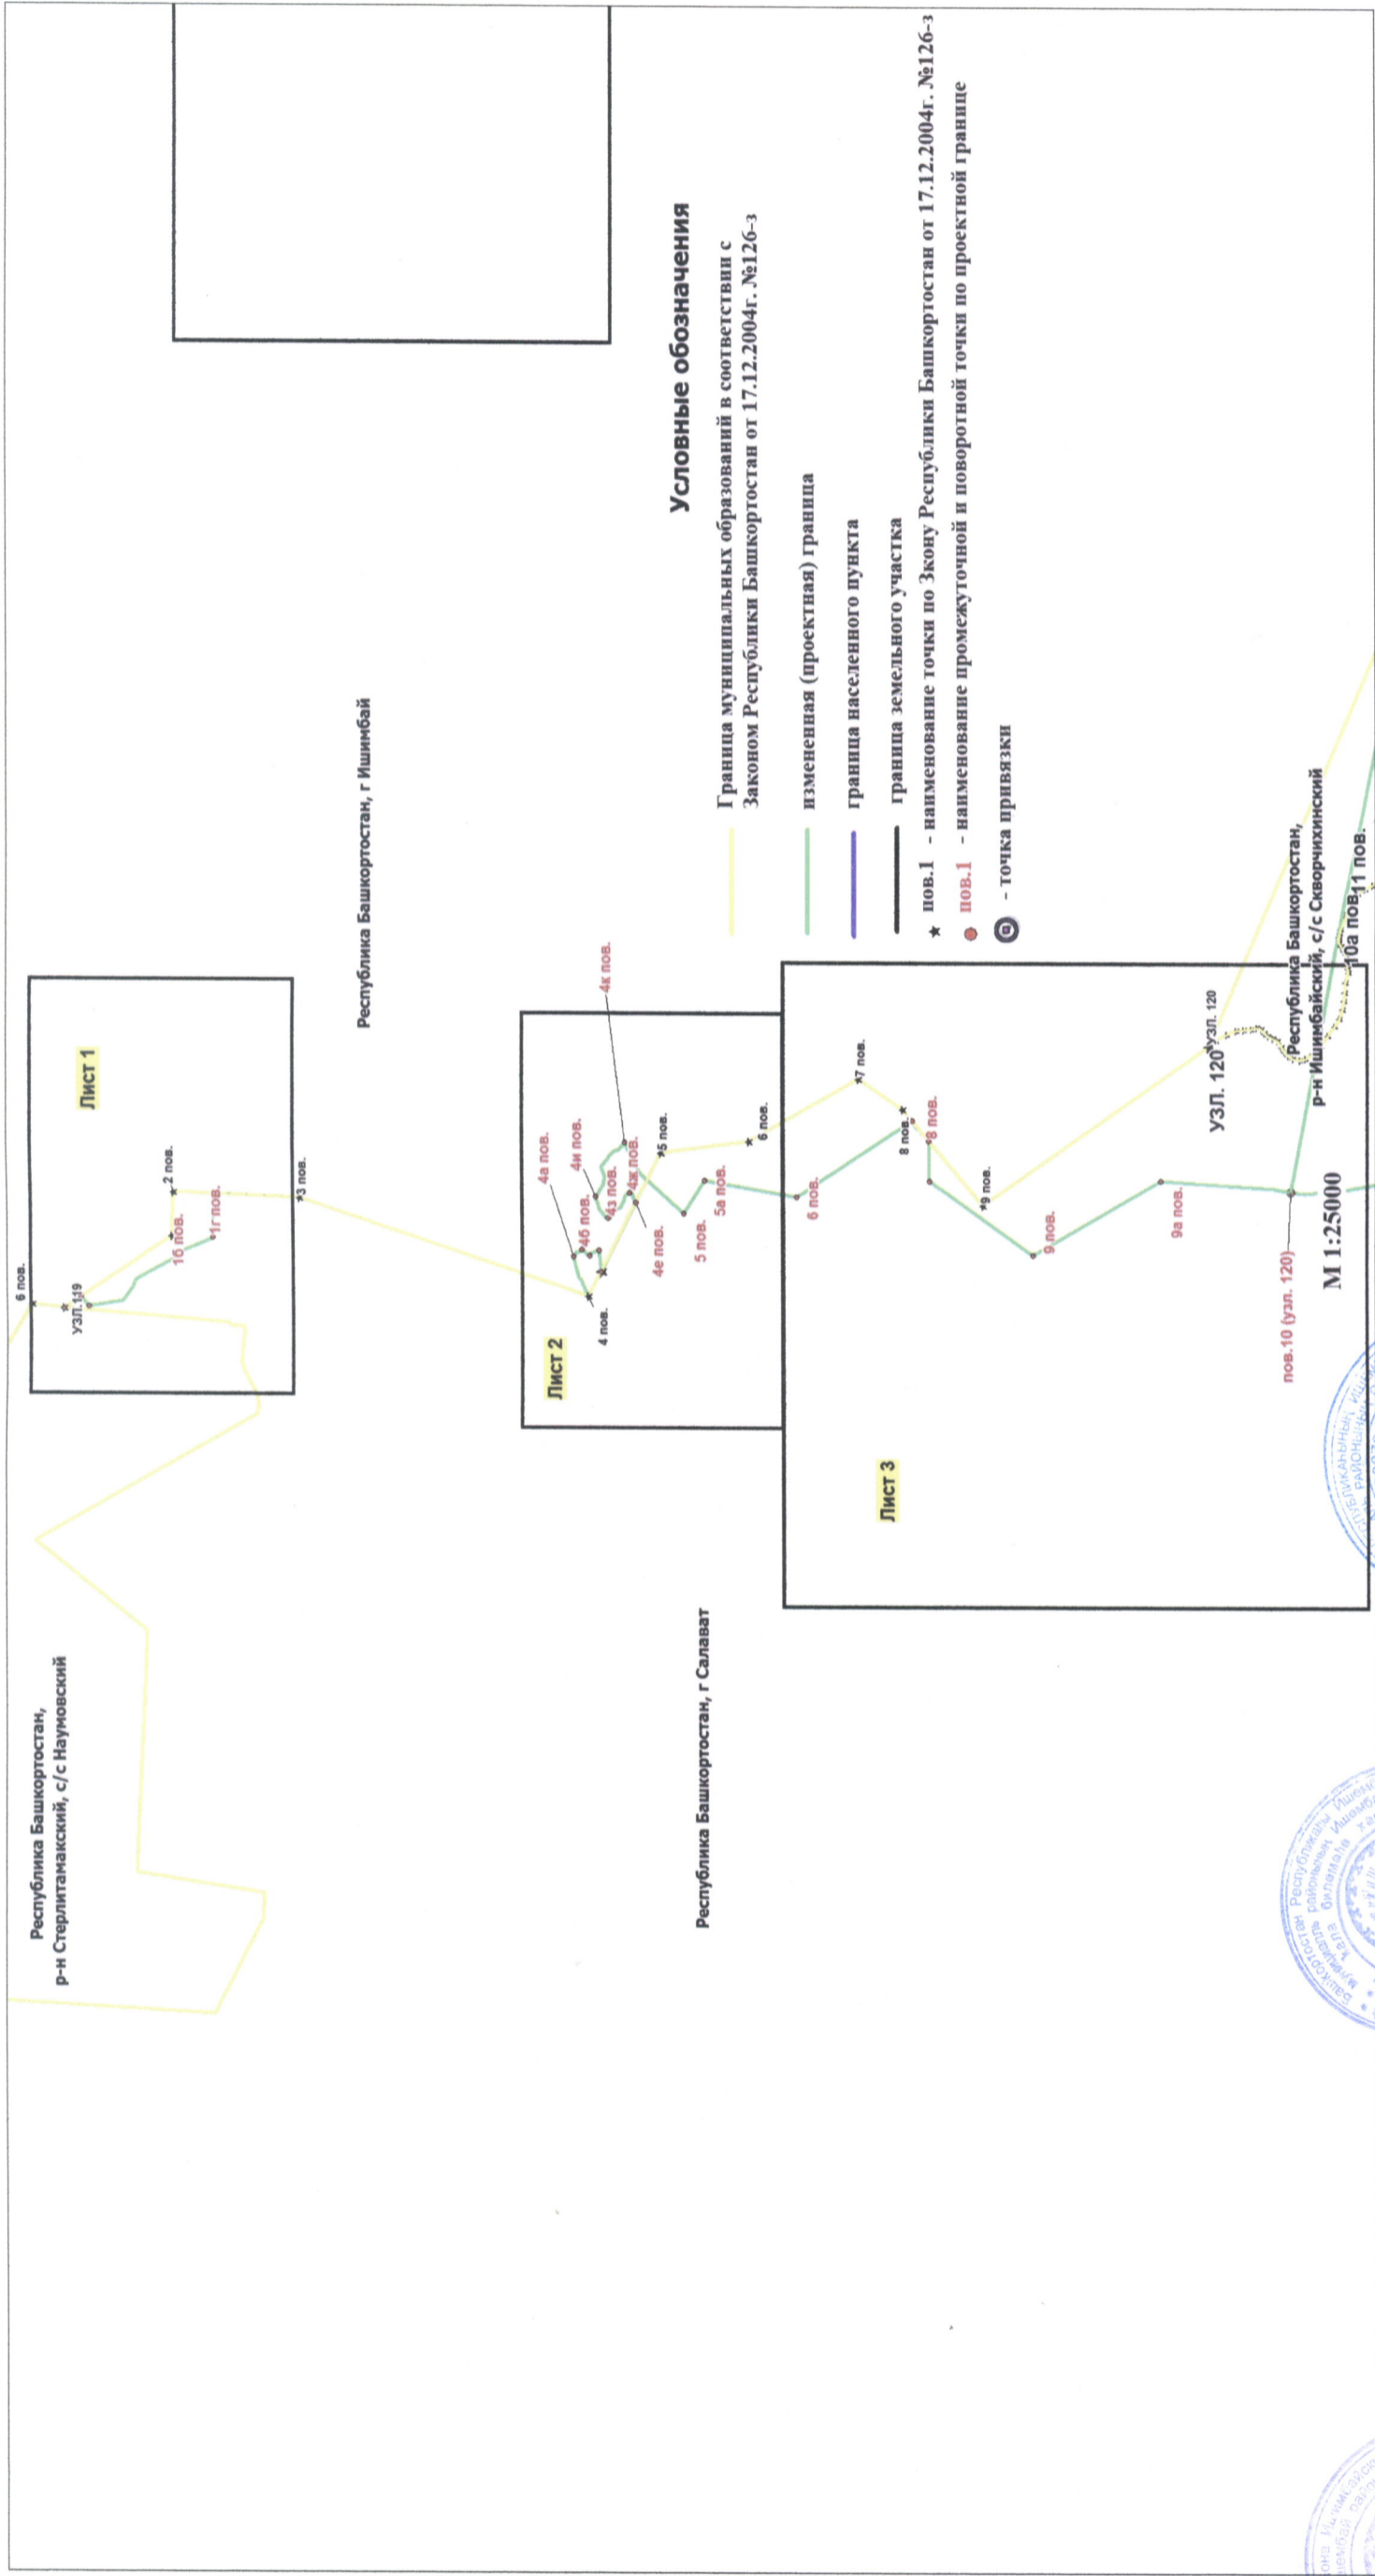 Республика Башкортостан,
р-н Стерлитамакский, с/с Наумовский
6 пов.
УЗЛ.119
Лист 1
2 пов.
1б пов.
1г пов.
3 пов.
Республика Башкортостан, г Ишимбай
Лист 2
4 пов.
4а пов.
4б пов.
4и пов.
4з пов.
4к пов.
4ж пов.
4е пов.
5 пов.
5 пов.
5а пов.
6 пов.
Республика Башкортостан, г Салават
Лист 3
6 пов.
7 пов.
8 пов.
8 пов.
9 пов.
9 пов.
9а пов.
УЗЛ. 120
УЗЛ. 120
пов.10 (узл. 120)
Республика Башкортостан,
р-н Ишимбайский, с/с Скворчихинский
10а пов.
11 пов.
М 1:25000
Условные обозначения
Граница муниципальных образований в соответствии с
Законом Республики Башкортостан от 17.12.2004г. №126-з
измененная (проектная) граница
граница населенного пункта
граница земельного участка
пов.1 - наименование точки по Зкону Республики Башкортостан от 17.12.2004г. №126-з
пов.1 - наименование промежуточной и поворотной точки по проектной границе
- точка привязки